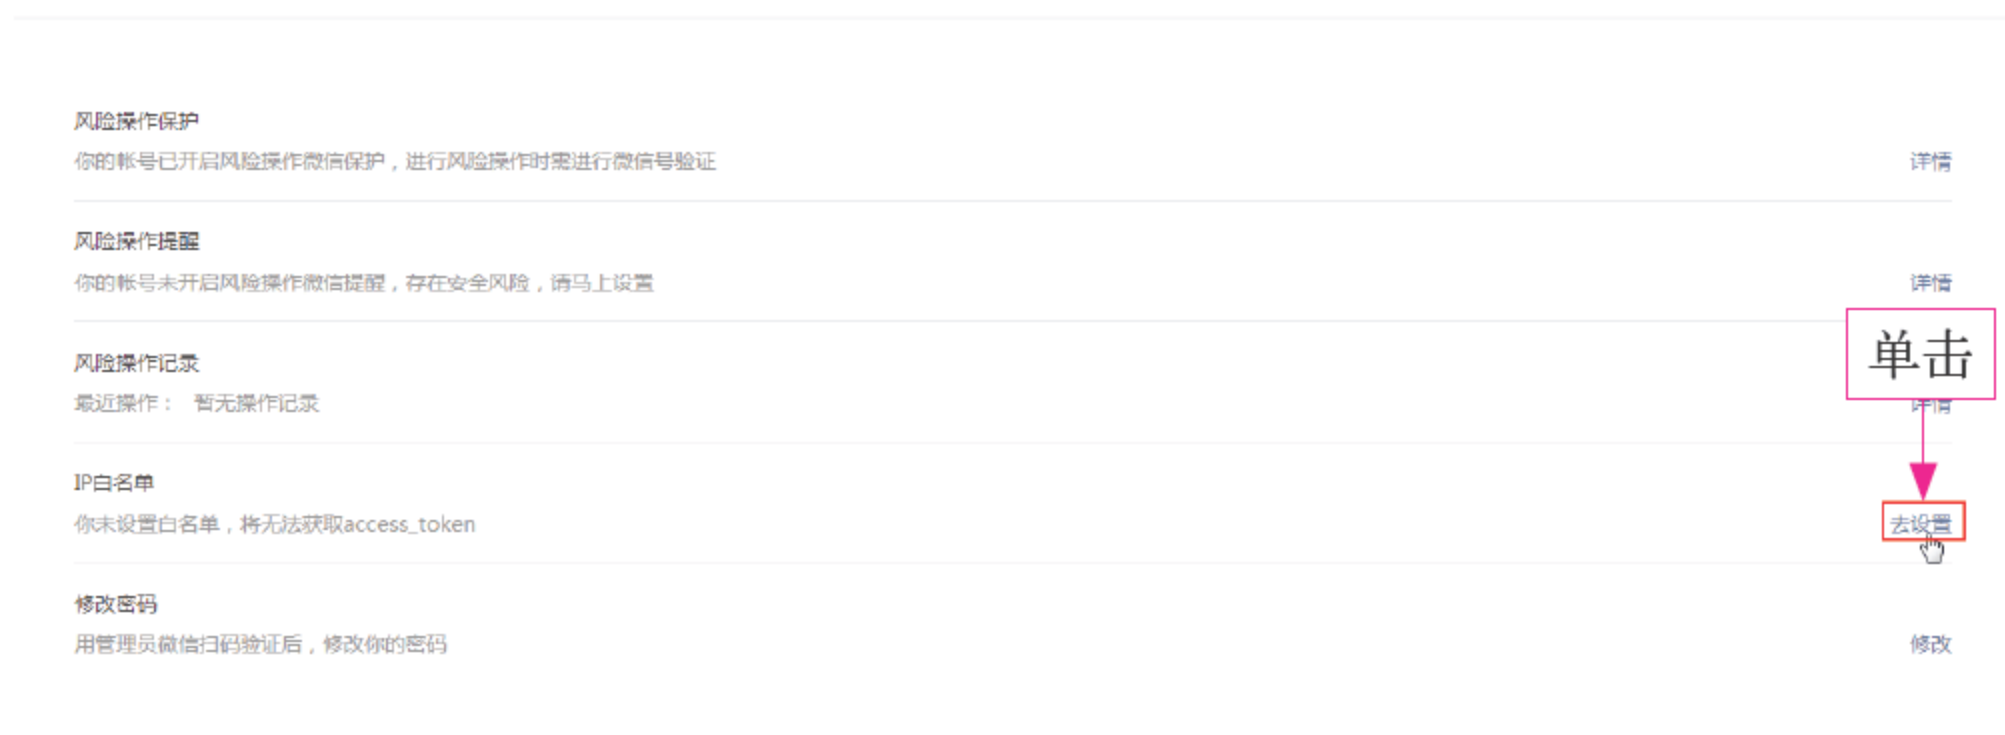 风险操作保护
你的帐号已开启风险操作微信保护，进行风险操作时需进行微信号验证
详情
风险操作提醒
你的帐号未开启风险操作微信提醒，存在安全风险，请马上设置
详情
单击
风险操作记录
最近操作： 暂无操作记录
详情
IP白名单
你未设置白名单，将无法获取access_token
去设置
修改密码
用管理员微信扫码验证后，修改你的密码
修改